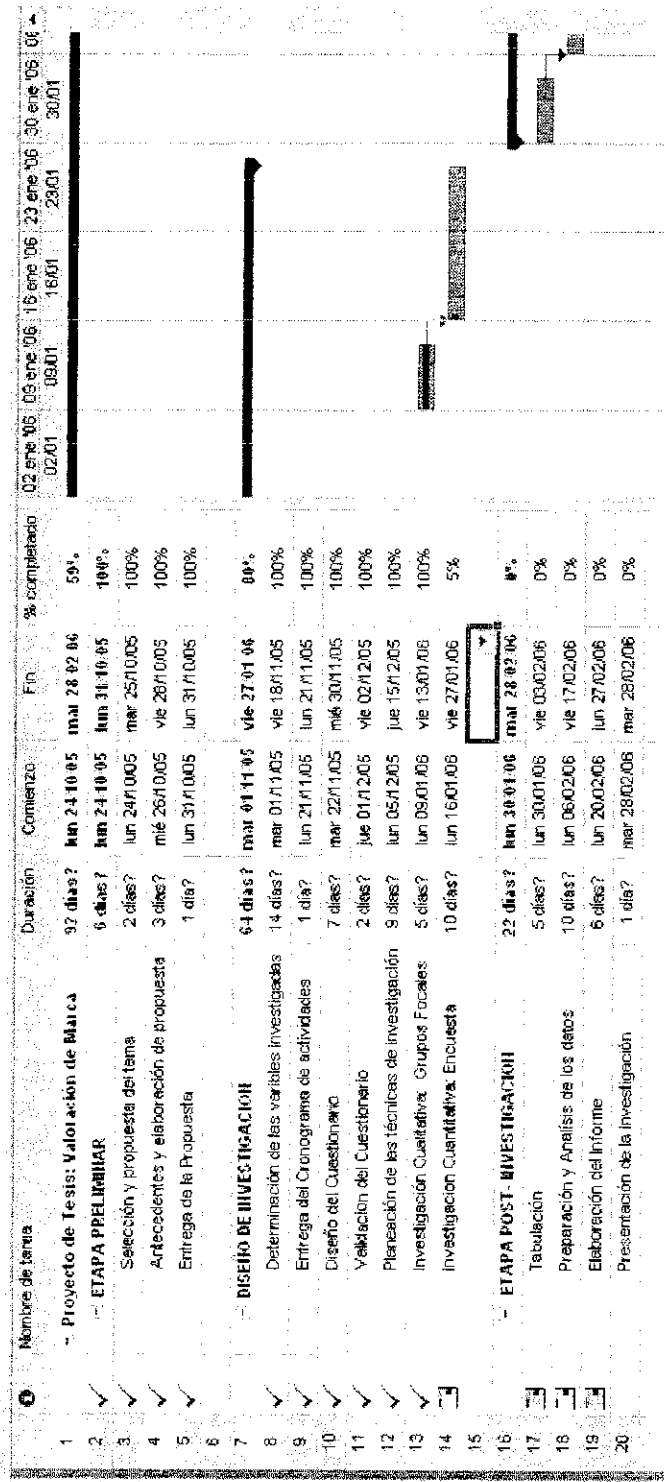 Nombre de tarea Duración Comienzo Fin % completado 02 ene '06 09 ene '06 16 ene '06 23 ene '06 30 ene '06
02/01 09/01 16/01 23/01 30/01
1 - Proyecto de Tesis: Valoracion de Marca 92 días? lun 24/10/05 mar 28/02/06 59%
2 - ETAPA PPRELIMINAR 6 días? lun 24/10/05 lun 31/10/05 100%
3 Selección y propuesta del tema 2 días? lun 24/10/05 mar 25/10/05 100%
4 Antecedentes y elaboración de propuesta 3 días? mié 26/10/05 vie 28/10/05 100%
5 Entrega de la Propuesta 1 día? lun 31/10/05 lun 31/10/05 100%
6
7 - DISEÑO DE INVESTIGACION 64 días? mar 01/11/05 vie 27/01/06 80%
8 Determinación de las varibles investigadas 14 días? mar 01/11/05 vie 18/11/05 100%
9 Entrega del Cronograma de actividades 1 día? lun 21/11/05 lun 21/11/05 100%
10 Diseño del Cuestionario 7 días? mar 22/11/05 mié 30/11/05 100%
11 Validacion del Cuestionario 2 días? jue 01/12/05 vie 02/12/05 100%
12 Planeación de las técnicas de investigación 9 días? lun 05/12/05 jue 15/12/05 100%
13 Investigación Cualitativa: Grupos Focales 5 días? lun 09/01/06 vie 13/01/06 100%
14 Investigacion Cuantitativa: Encuesta 10 días? lun 16/01/06 vie 27/01/06 5%
15
16 - ETAPA POST- INVESTIGACION 22 días? lun 30/01/06 mar 28/02/06 0%
17 Tabulación 5 días? lun 30/01/06 vie 03/02/06 0%
18 Preparación y Analisis de los datos 10 días? lun 06/02/06 vie 17/02/06 0%
19 Elaboración del Informe 6 días? lun 20/02/06 lun 27/02/06 0%
20 Presentación de la Investigación 1 día? mar 28/02/06 mar 28/02/06 0%